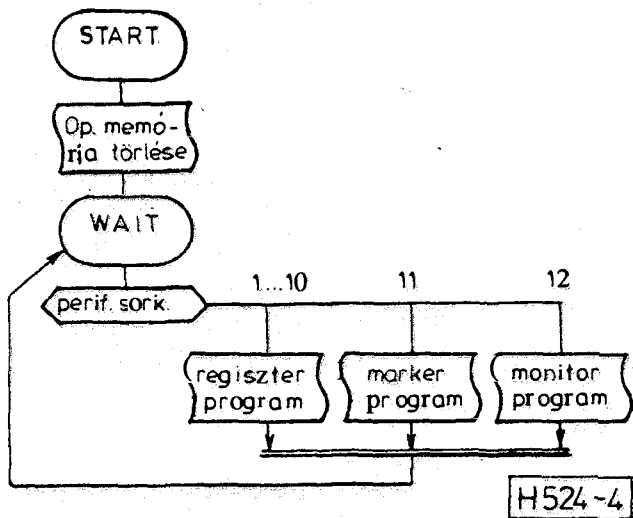 START
Op. memó-
ria törlése
WAIT
perif. sork.
1....10
11
12
regiszter
program
marker
program
monitor
program
H524-4